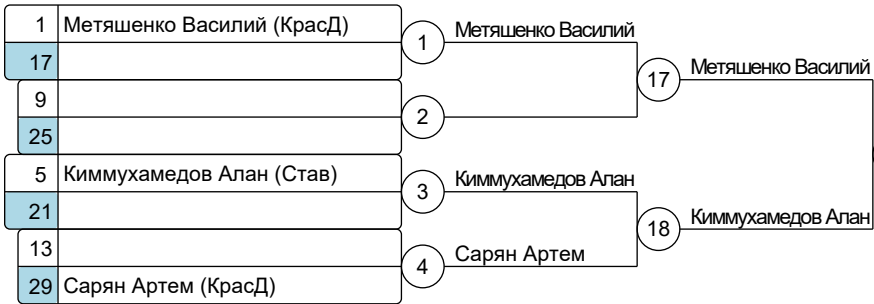 1 Метяшенко Василий (КрасД)
17
1 Метяшенко Василий
9
25
2
17 Метяшенко Василий
5 Киммухамедов Алан (Став)
21
3 Киммухамедов Алан
13
29 Сарян Артем (КрасД)
4 Сарян Артем
18 Киммухамедов Алан